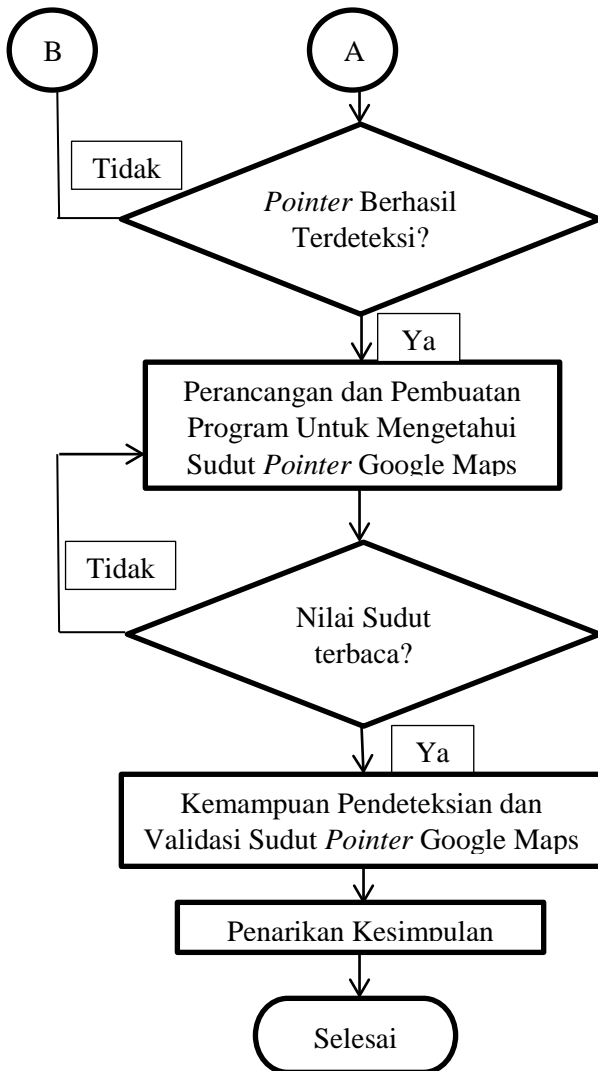 B
A
Tidak
Pointer Berhasil
Terdeteksi?
Ya
Perancangan dan Pembuatan
Program Untuk Mengetahui
Sudut Pointer Google Maps
Tidak
Nilai Sudut
terbaca?
Ya
Kemampuan Pendeteksian dan
Validasi Sudut Pointer Google Maps
Penarikan Kesimpulan
Selesai